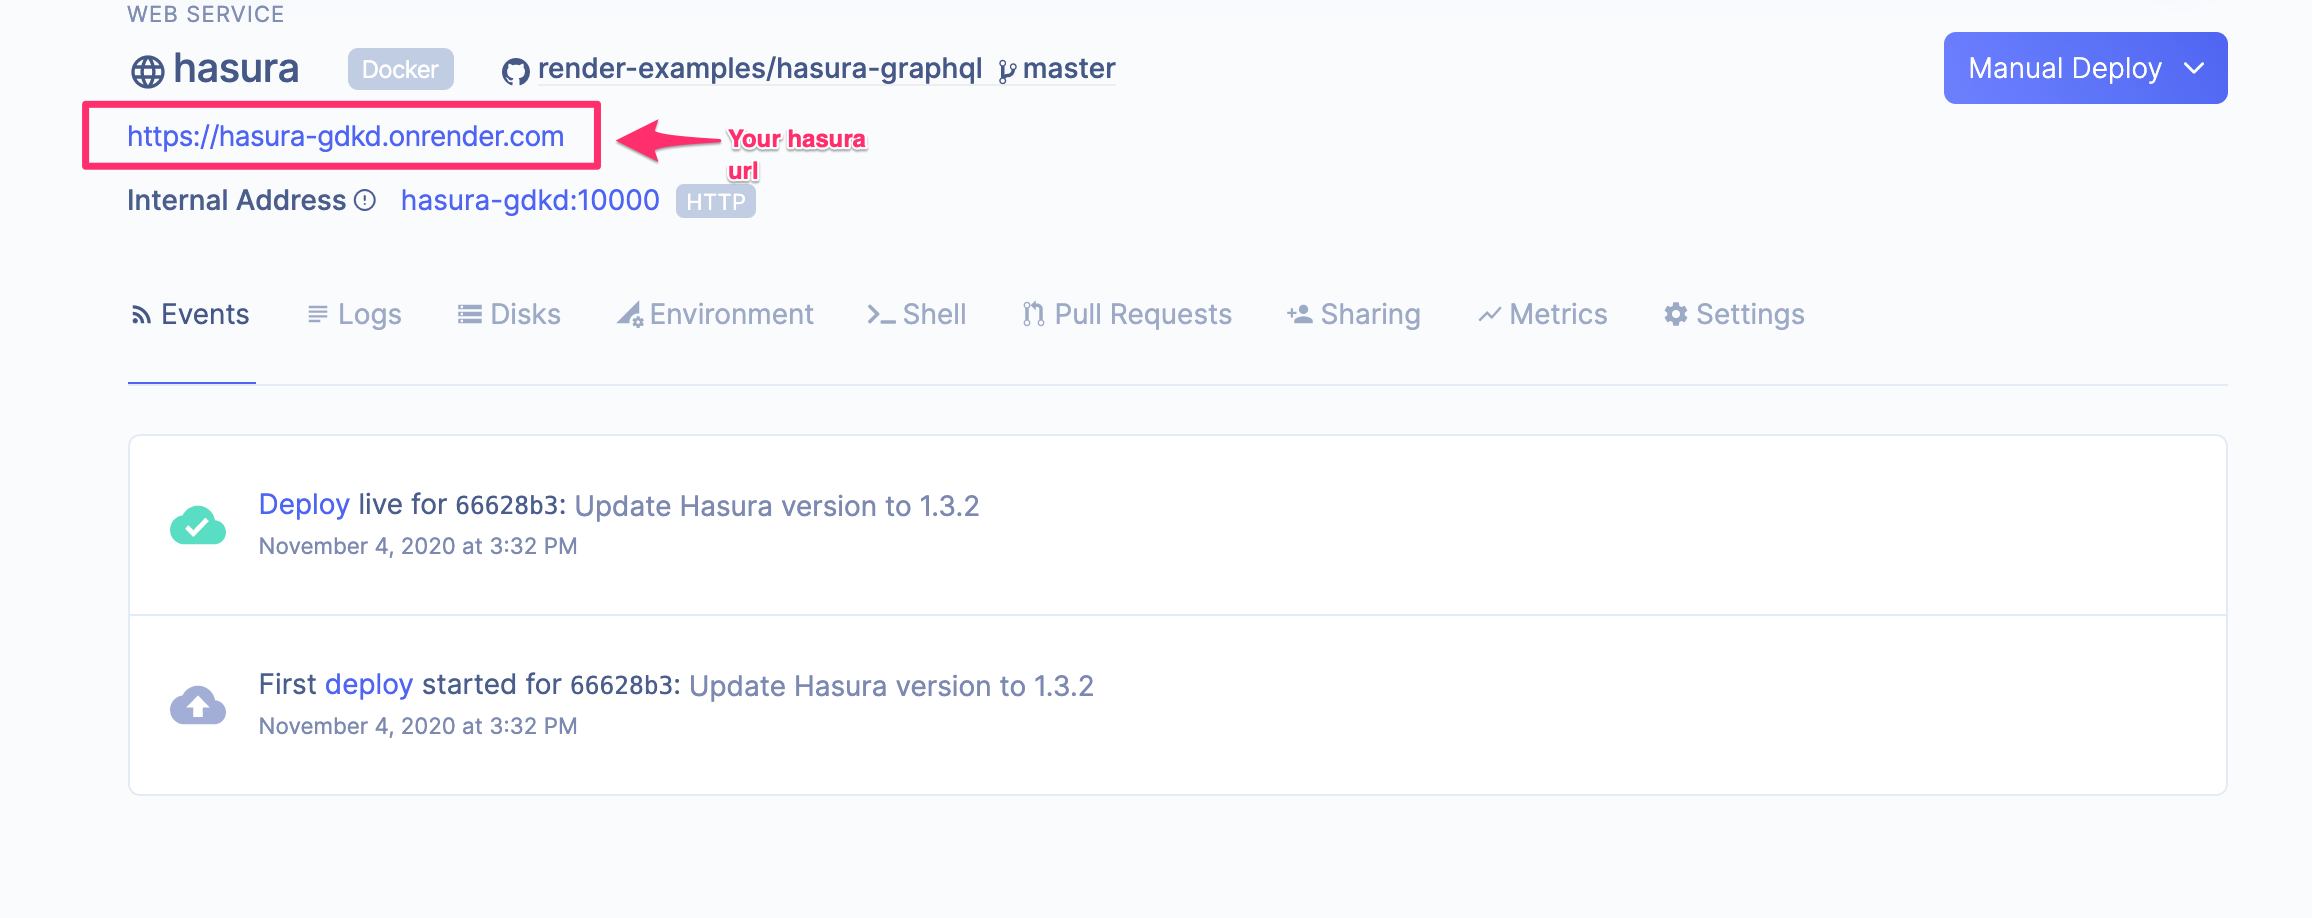 WEB SERVICE
hasura Docker render-examples/hasura-graphql master Manual Deploy
https://hasura-gdkd.onrender.com Your hasura
url
Internal Address hasura-gdkd:10000 HTTP
Events Logs Disks Environment Shell Pull Requests Sharing Metrics Settings
Deploy live for 66628b3: Update Hasura version to 1.3.2
November 4, 2020 at 3:32 PM
First deploy started for 66628b3: Update Hasura version to 1.3.2
November 4, 2020 at 3:32 PM